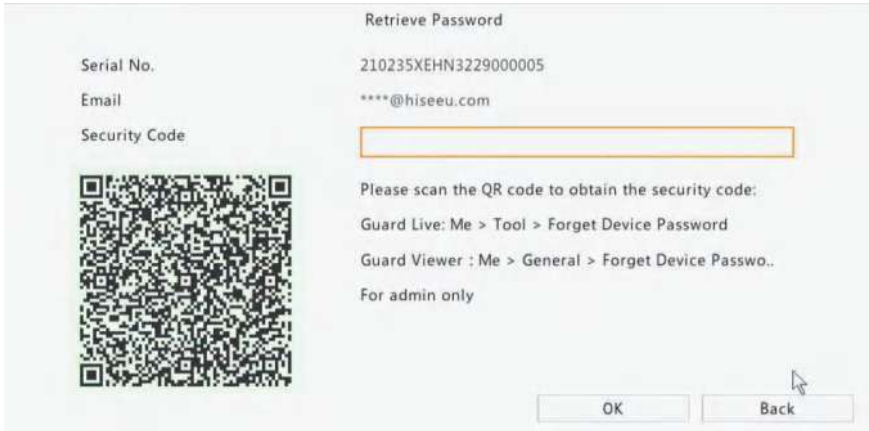 Retrieve Password
Serial No. 210235XEHN3229000005
Email ****@hiseeu.com
Security Code
Please scan the QR code to obtain the security code:
Guard Live: Me > Tool > Forget Device Password
Guard Viewer : Me > General > Forget Device Passwo..
For admin only
OK Back